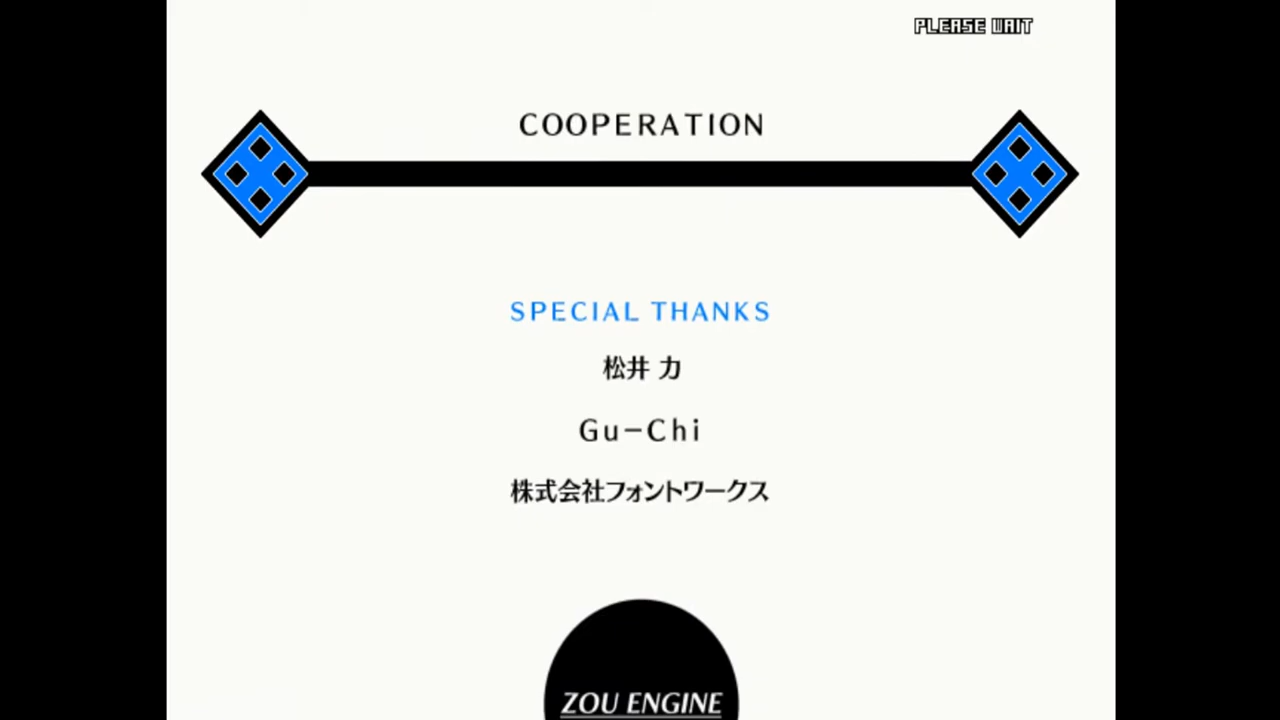 PLEASE WAIT
COOPERATION
SPECIAL THANKS
松井 力
Gu-Chi
株式会社フォントワークス
ZOU ENGINE